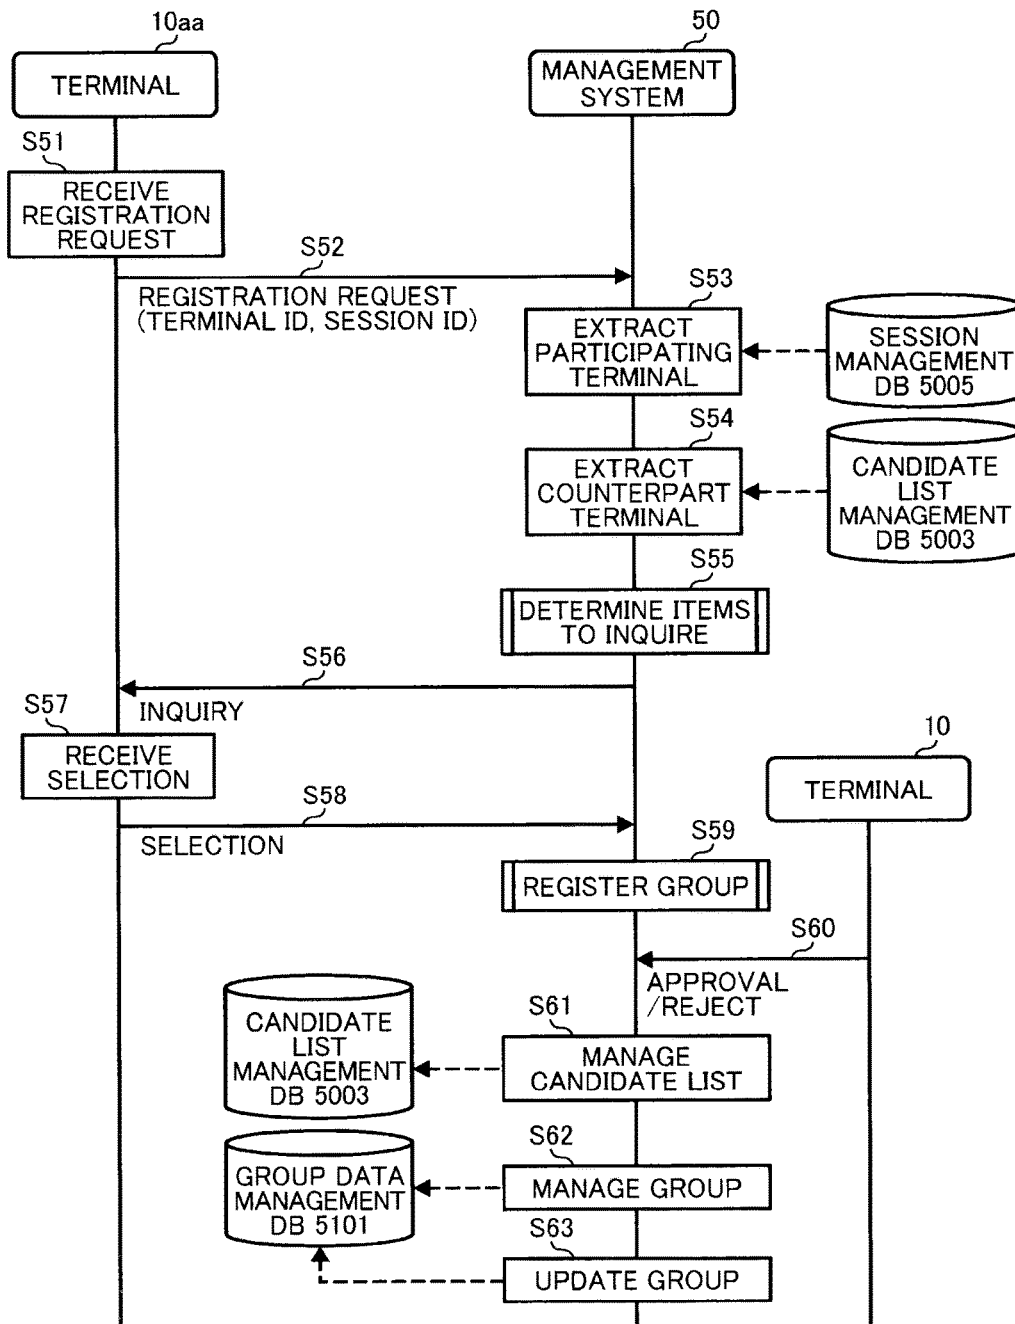 10aa
50
TERMINAL
MANAGEMENT
SYSTEM
S51
RECEIVE
REGISTRATION
REQUEST
S52
REGISTRATION REQUEST
(TERMINAL ID, SESSION ID)
S53
EXTRACT
PARTICIPATING
TERMINAL
SESSION
MANAGEMENT
DB 5005
S54
EXTRACT
COUNTERPART
TERMINAL
CANDIDATE
LIST
MANAGEMENT
DB 5003
S55
DETERMINE ITEMS
TO INQUIRE
S56
INQUIRY
S57
RECEIVE
SELECTION
10
TERMINAL
S58
SELECTION
S59
REGISTER GROUP
S60
APPROVAL
/REJECT
S61
MANAGE
CANDIDATE LIST
CANDIDATE
LIST
MANAGEMENT
DB 5003
S62
MANAGE GROUP
GROUP DATA
MANAGEMENT
DB 5101
S63
UPDATE GROUP